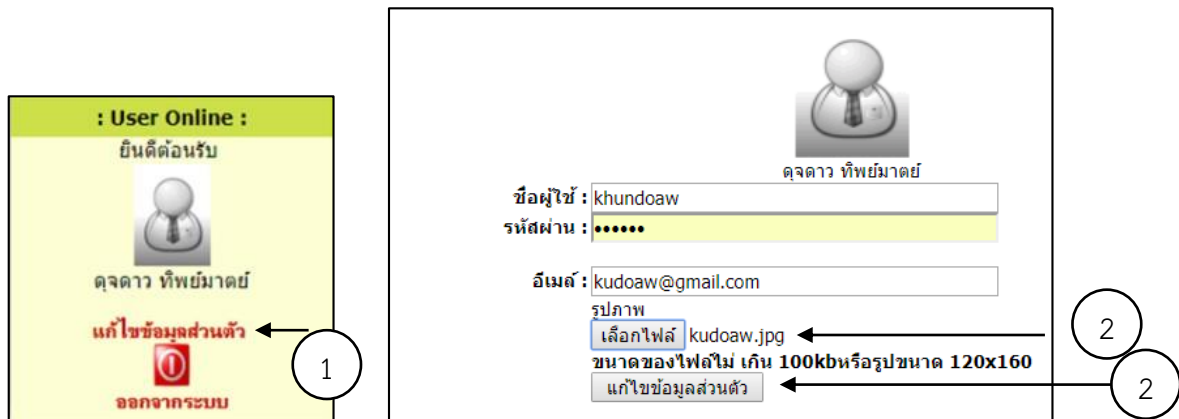 : User Online :
ยินดีต้อนรับ
ดุจดาว ทิพย์มาตย์
แก้ไขข้อมูลส่วนตัว
1
ออกจากระบบ
ดุจดาว ทิพย์มาตย์
ชื่อผู้ใช้ : khundoaw
รหัสผ่าน : ••••••
อีเมล์ : kudoaw@gmail.com
รูปภาพ
เลือกไฟล์ kudoaw.jpg
2
ขนาดของไฟล์ไม่ เกิน 100kbหรือรูปขนาด 120x160
แก้ไขข้อมูลส่วนตัว
2